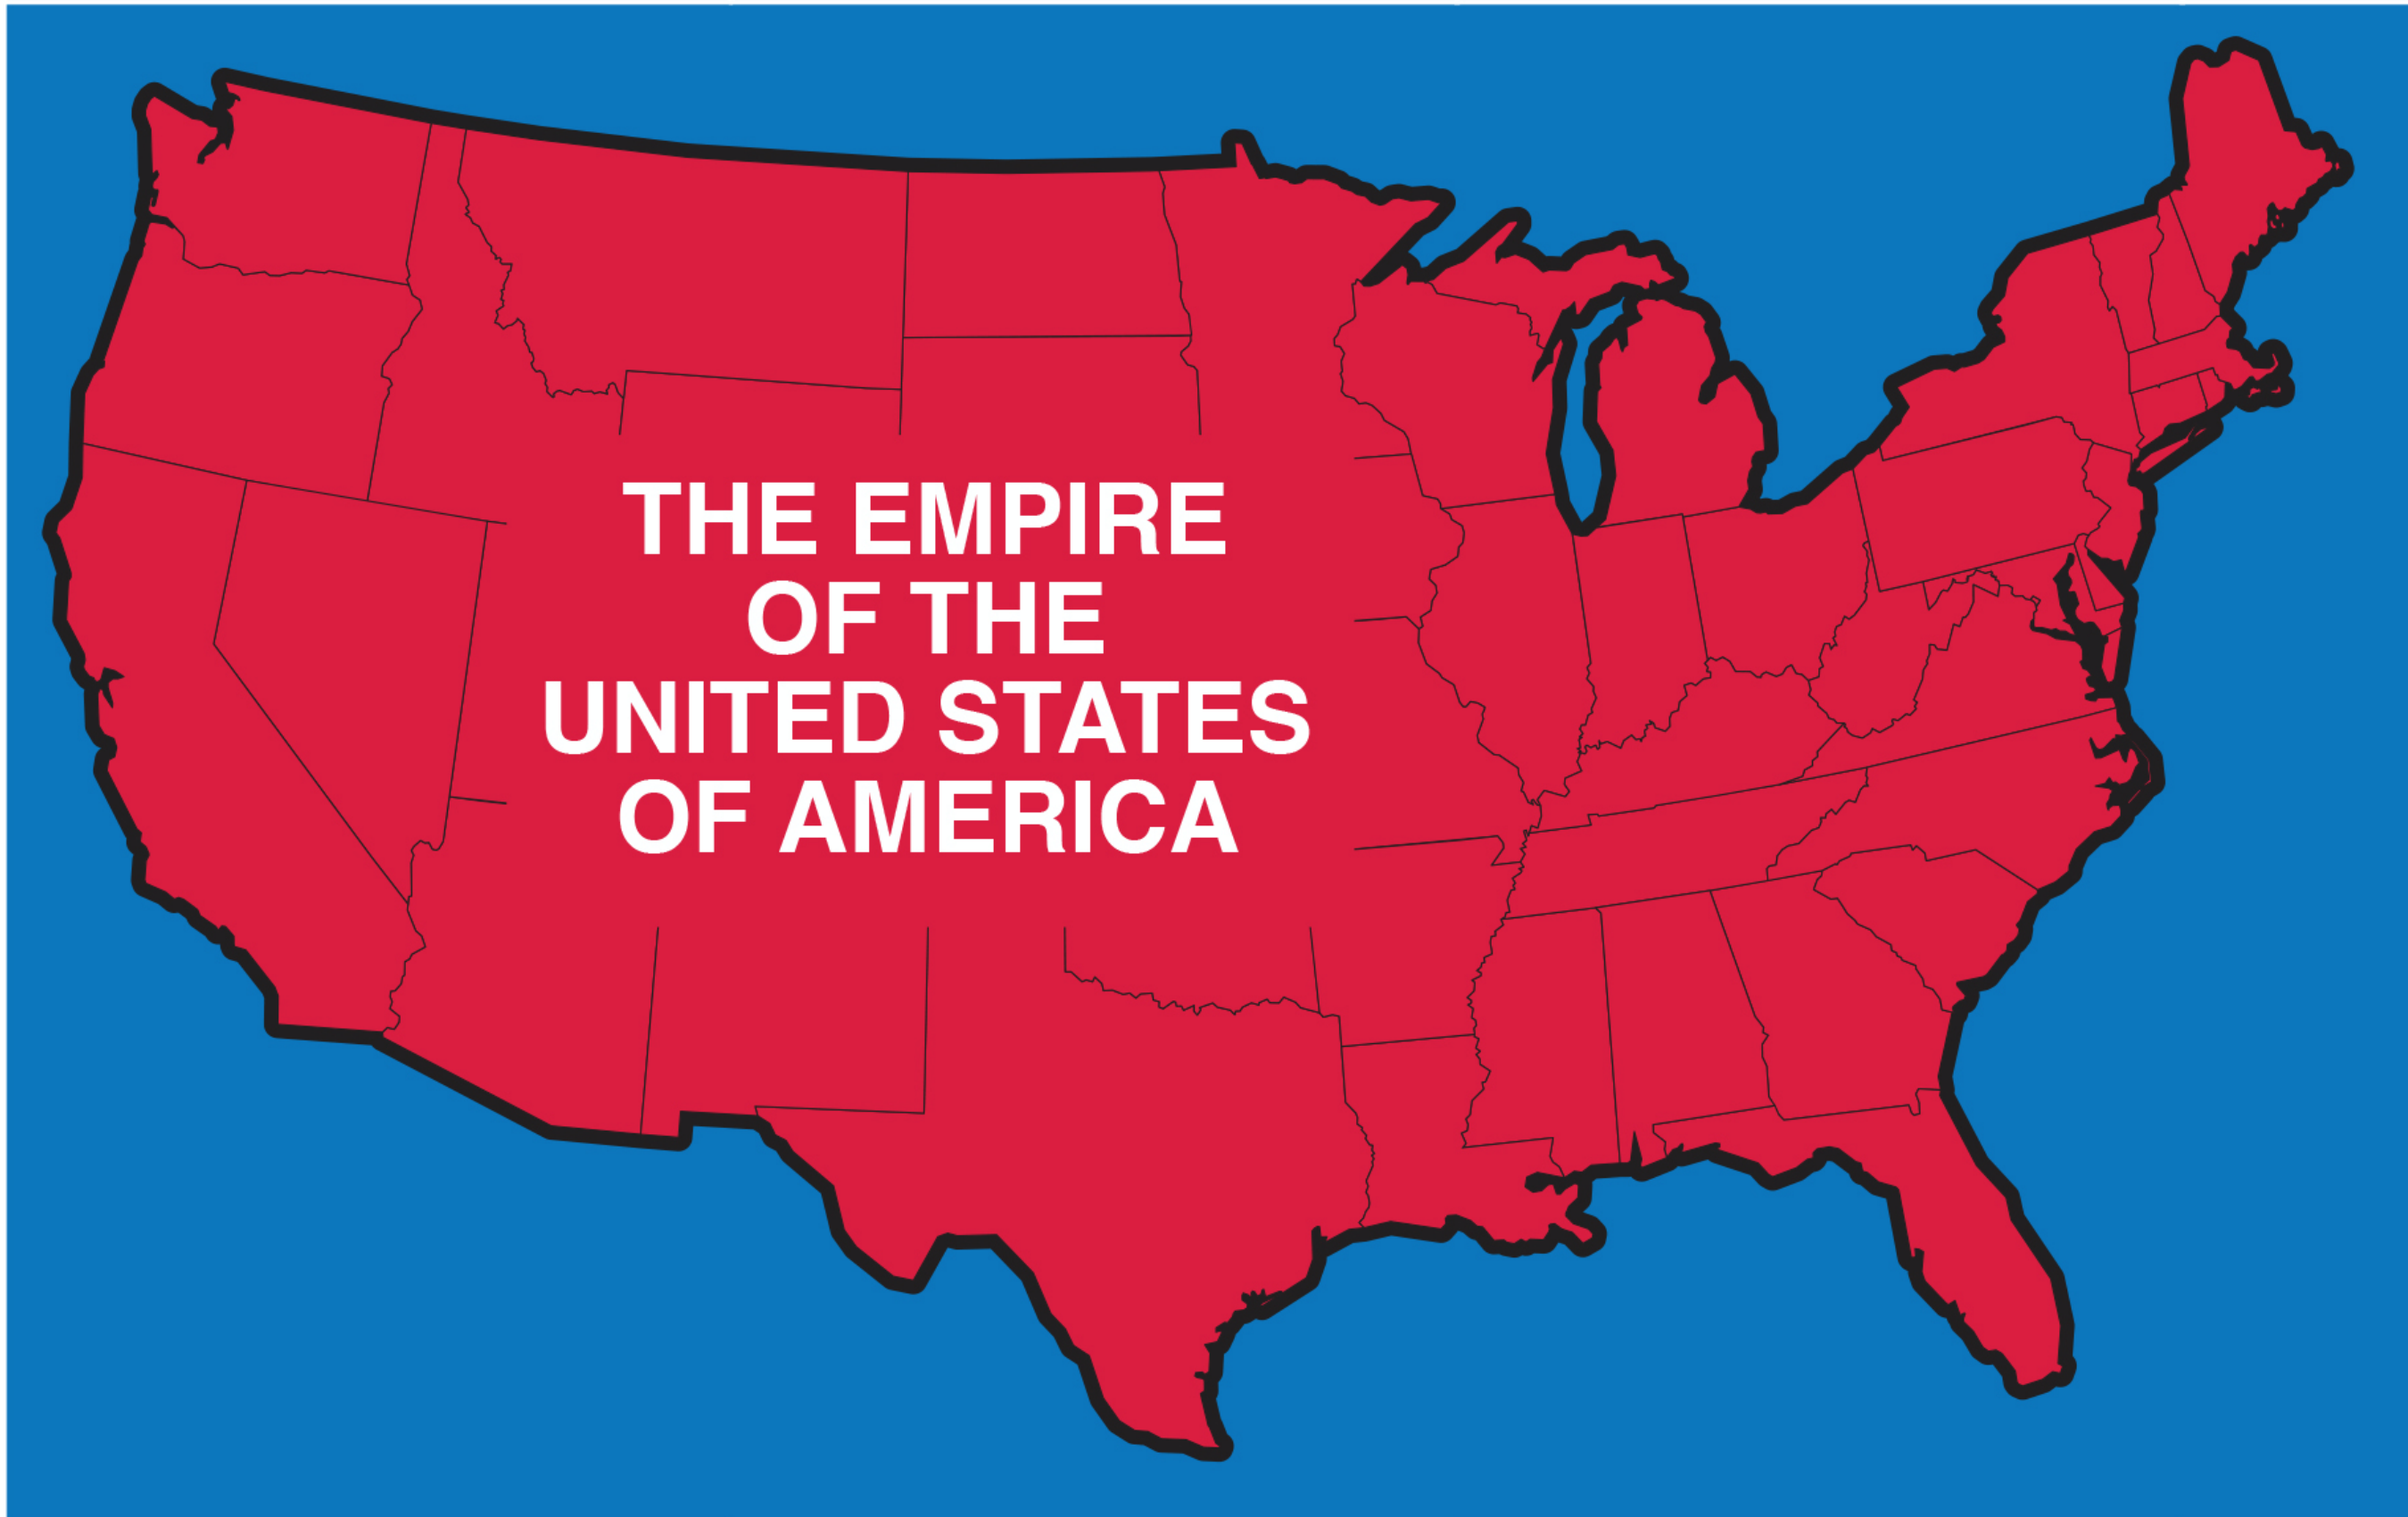 THE EMPIRE
OF THE
UNITED STATES
OF AMERICA